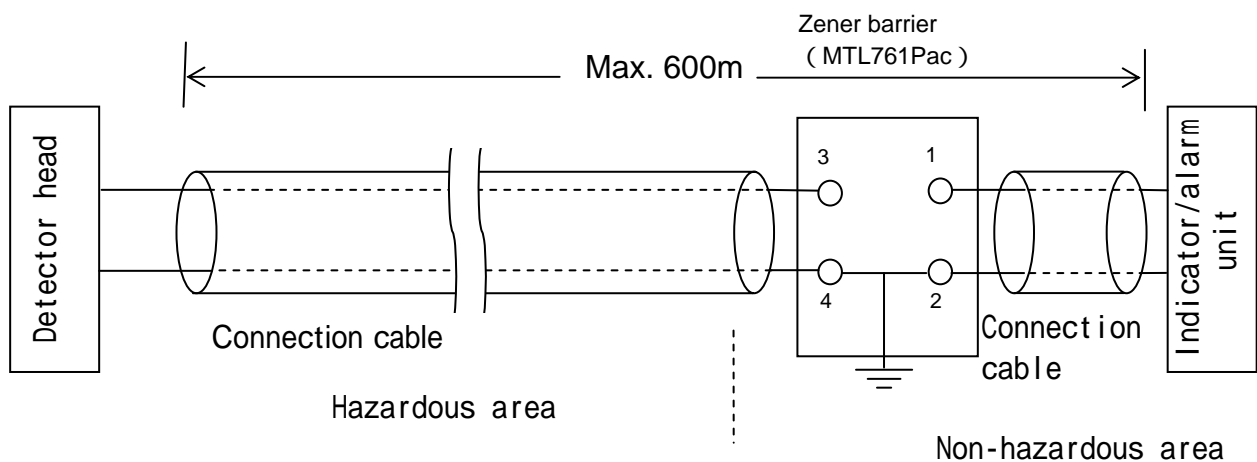 Zener barrier
( MTL761Pac )
Max. 600m
Detector head
3
1
4
2
Indicator/alarm
unit
Connection cable
Connection
cable
Hazardous area
Non-hazardous area